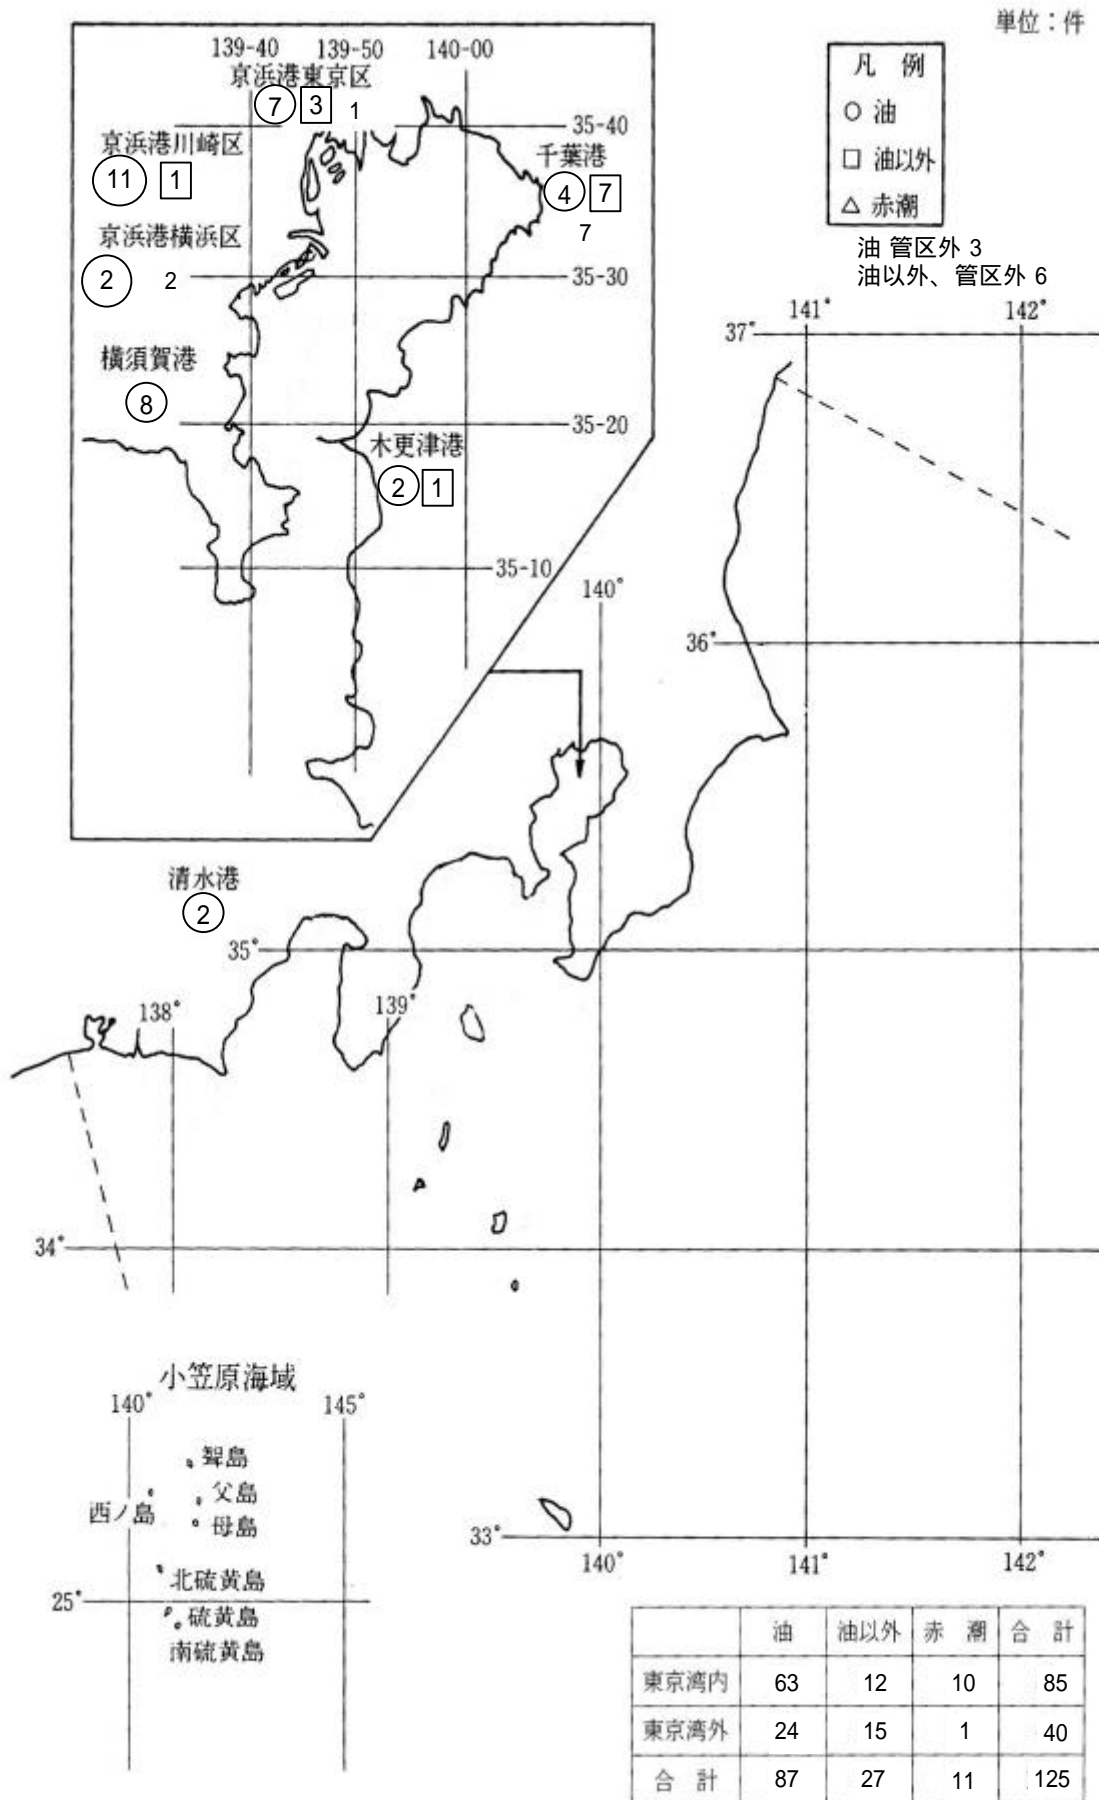 単位：件
凡 例
○ 油
□ 油以外
△ 赤潮
油 管区外 3
油以外、管区外 6
139-40 139-50 140-00
京浜港東京区
7 3 1
35-40
京浜港川崎区
11 1
千葉港
4 7
7
京浜港横浜区
2 2
35-30
横須賀港
8
35-20
木更津港
2 1
35-10
141° 142°
37°
140°
36°
清水港
2
35°
138° 139°
34°
小笠原海域
140° 145°
聟島
父島
西ノ島
母島
北硫黄島
25°
硫黄島
南硫黄島
33°
140° 141° 142°
油 油以外 赤 潮 合 計
東京湾内 63 12 10 85
東京湾外 24 15 1 40
合 計 87 27 11 125